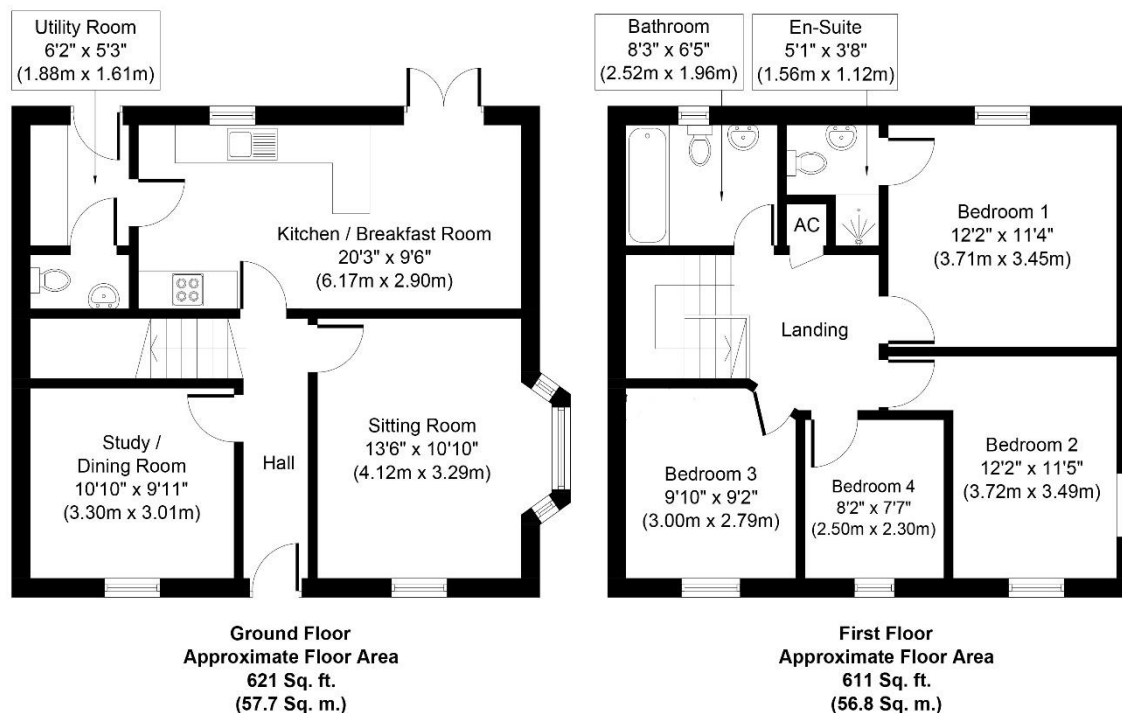 Utility Room
6'2" x 5'3"
(1.88m x 1.61m)
Kitchen / Breakfast Room
20'3" x 9'6"
(6.17m x 2.90m)
Study /
Dining Room
10'10" x 9'11"
(3.30m x 3.01m)
Hall
Sitting Room
13'6" x 10'10"
(4.12m x 3.29m)
Ground Floor
Approximate Floor Area
621 Sq. ft.
(57.7 Sq. m.)
Bathroom
8'3" x 6'5"
(2.52m x 1.96m)
En-Suite
5'1" x 3'8"
(1.56m x 1.12m)
AC
Bedroom 1
12'2" x 11'4"
(3.71m x 3.45m)
Landing
Bedroom 3
9'10" x 9'2"
(3.00m x 2.79m)
Bedroom 4
8'2" x 7'7"
(2.50m x 2.30m)
Bedroom 2
12'2" x 11'5"
(3.72m x 3.49m)
First Floor
Approximate Floor Area
611 Sq. ft.
(56.8 Sq. m.)